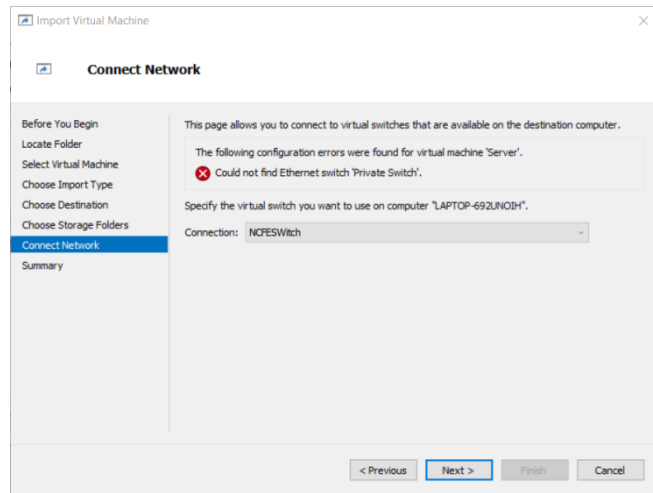 Import Virtual Machine
Connect Network
Before You Begin
Locate Folder
Select Virtual Machine
Choose Import Type
Choose Destination
Choose Storage Folders
Connect Network
Summary
This page allows you to connect to virtual switches that are available on the destination computer.
The following configuration errors were found for virtual machine 'Server'.
Could not find Ethernet switch 'Private Switch'.
Specify the virtual switch you want to use on computer "LAPTOP-692UNOIH".
Connection: NCFESWitch
< Previous Next > Finish Cancel